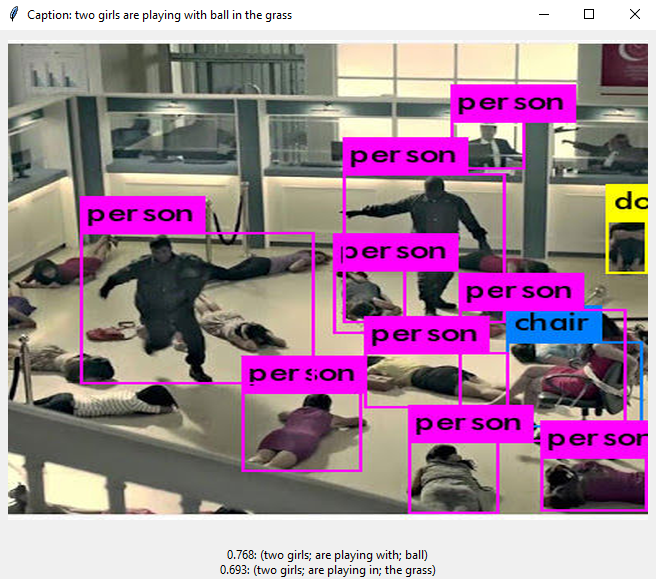 Caption: two girls are playing with ball in the grass
person
person
do
person
person
person
chair
person
person
person
person
0.768: (two girls; are playing with; ball)
0.693: (two girls; are playing in; the grass)